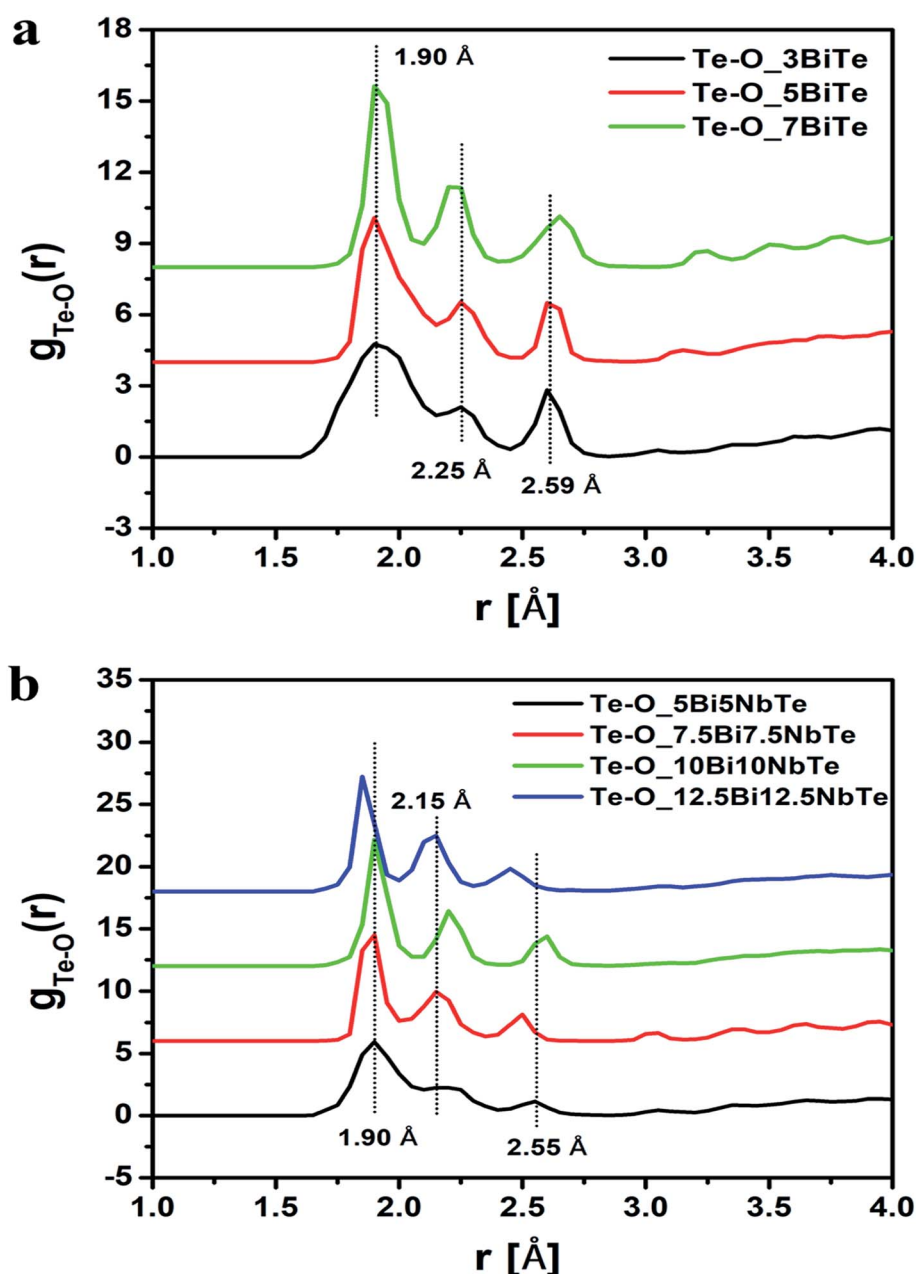 a
18
15
12
9
6
3
0
-3
g_Te-O(r)
1.90 Å
2.25 Å
2.59 Å
Te-O_3BiTe
Te-O_5BiTe
Te-O_7BiTe
1.0 1.5 2.0 2.5 3.0 3.5 4.0
r [Å]
b
35
30
25
20
15
10
5
0
-5
g_Te-O(r)
Te-O_5Bi5NbTe
Te-O_7.5Bi7.5NbTe
Te-O_10Bi10NbTe
Te-O_12.5Bi12.5NbTe
2.15 Å
1.90 Å
2.55 Å
1.0 1.5 2.0 2.5 3.0 3.5 4.0
r [Å]